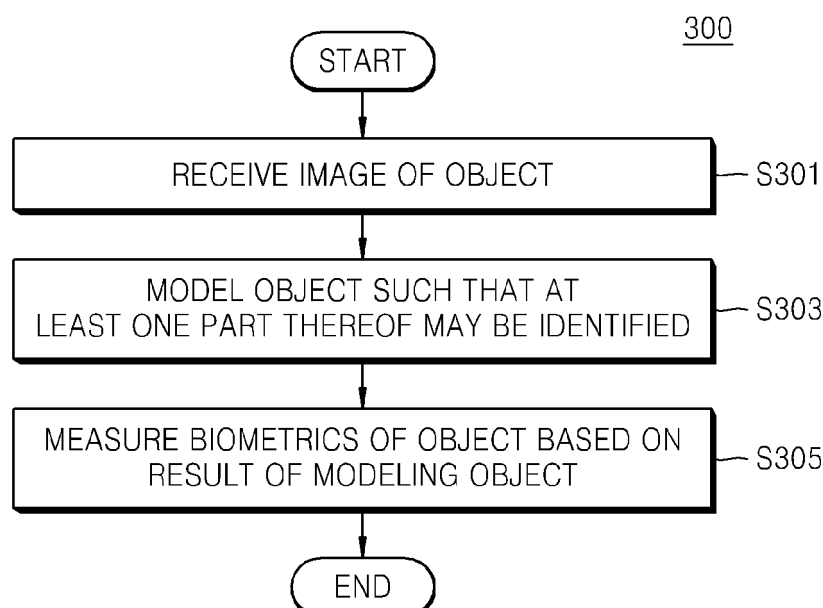 300
START
RECEIVE IMAGE OF OBJECT
S301
MODEL OBJECT SUCH THAT AT
LEAST ONE PART THEREOF MAY BE IDENTIFIED
S303
MEASURE BIOMETRICS OF OBJECT BASED ON
RESULT OF MODELING OBJECT
S305
END